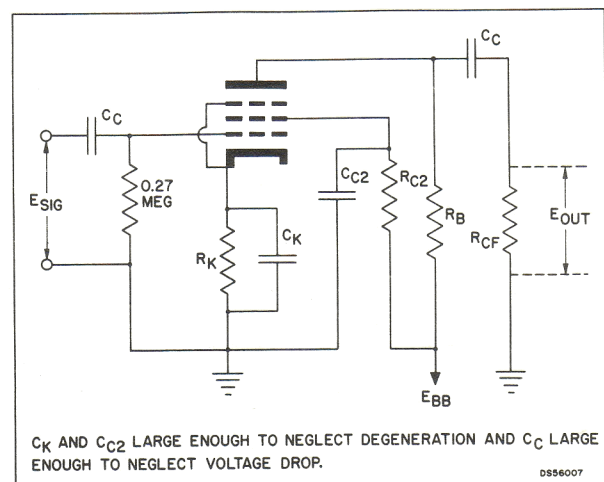 CC
CC
ESIG
0.27
MEG
CC2
RC2
RB
RCF
EOUT
RK
CK
EBB
CK AND CC2 LARGE ENOUGH TO NEGLECT DEGENERATION AND CC LARGE
ENOUGH TO NEGLECT VOLTAGE DROP.
DS56007